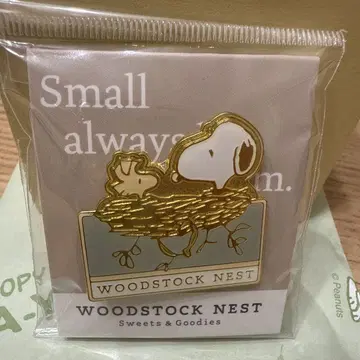 Small
always
m.
WOODSTOCK NEST
WOODSTOCK NEST
Sweets & Goodies
OPY
A-
© Peanuts